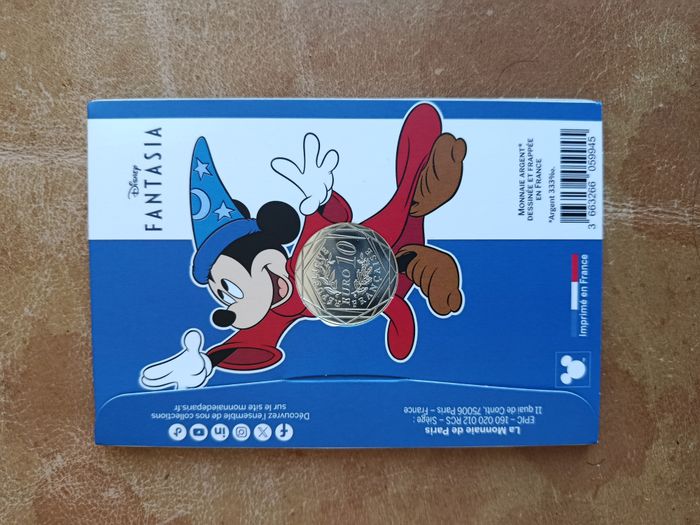 Disney
FANTASIA
MONNAIE ARGENT*
DESSINÉE ET FRAPPÉE
EN FRANCE
*Argent 333‰.
3 663266 059945
Imprimé en France
10
EURO
FRANÇAISE
Découvrez l'ensemble de nos collections
sur le site monnaiedeparis.fr
La Monnaie de Paris
EPIC – 160 020 012 RCS – Siège :
11 quai de Conti, 75006 Paris – France